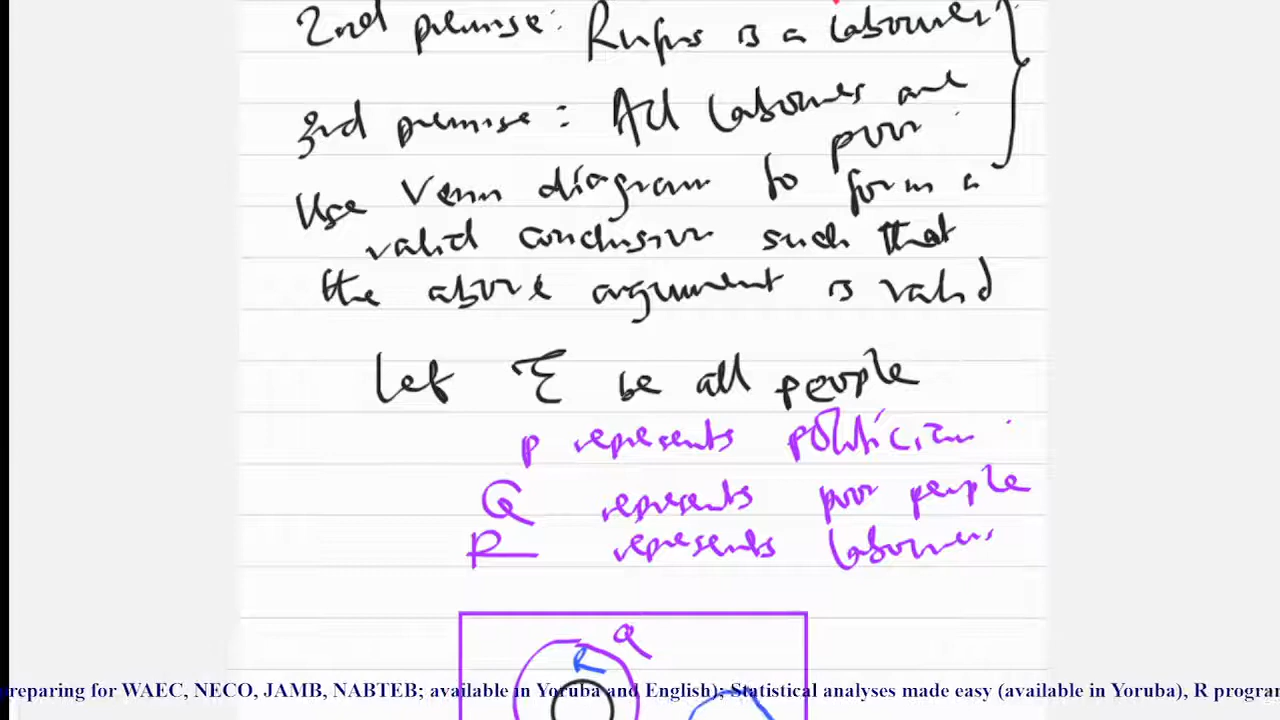 2nd premise: Rufus is a labourer
3rd premise: All labourers are
poor
Use Venn diagram to form a
valid conclusion such that
the above argument is valid
Let ℰ be all people
P represents politician
Q represents poor people
R represents labourers
Q
R
preparing for WAEC, NECO, JAMB, NABTEB; available in Yoruba and English); Statistical analyses made easy (available in Yoruba), R program